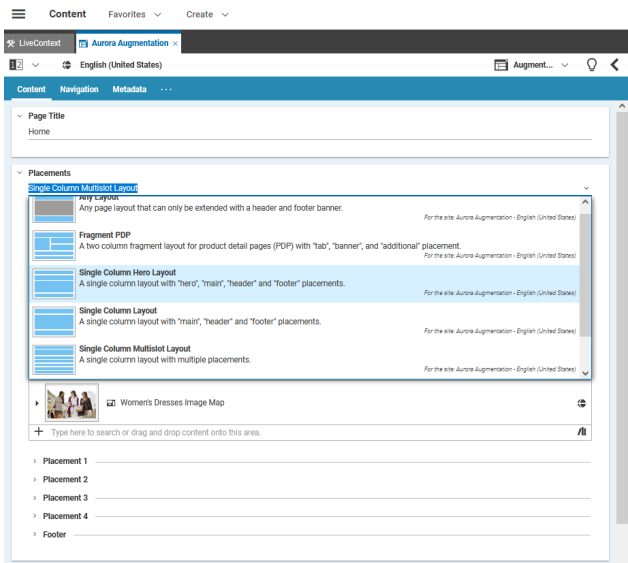 Content Favorites Create
LiveContext Aurora Augmentation ×
12 English (United States) Augment...
Content Navigation Metadata ...
Page Title
Home
Placements
Single Column Multislot Layout
Any Layout
Any page layout that can only be extended with a header and footer banner.
For the site: Aurora Augmentation - English (United States)
Fragment PDP
A two column fragment layout for product detail pages (PDP) with "tab", "banner", and "additional" placement.
For the site: Aurora Augmentation - English (United States)
Single Column Hero Layout
A single column layout with "hero", "main", "header" and "footer" placements.
For the site: Aurora Augmentation - English (United States)
Single Column Layout
A single column layout with "main", "header" and "footer" placements.
For the site: Aurora Augmentation - English (United States)
Single Column Multislot Layout
A single column layout with multiple placements.
For the site: Aurora Augmentation - English (United States)
Women's Dresses Image Map
Type here to search or drag and drop content onto this area.
Placement 1
Placement 2
Placement 3
Placement 4
Footer